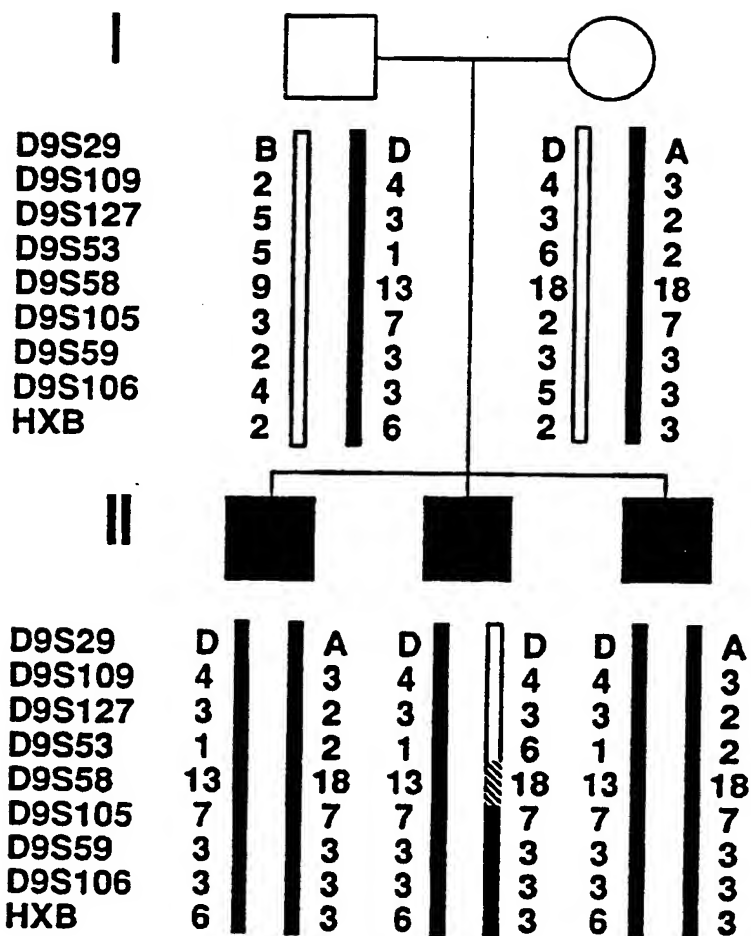 I
D9S29 B D D A
D9S109 2 4 4 3
D9S127 5 3 3 2
D9S53 5 1 6 2
D9S58 9 13 18 18
D9S105 3 7 2 7
D9S59 2 3 3 3
D9S106 4 3 5 3
HXB 2 6 2 3
II
D9S29 D A D D D A
D9S109 4 3 4 4 4 3
D9S127 3 2 3 3 3 2
D9S53 1 2 1 6 1 2
D9S58 13 18 13 18 13 18
D9S105 7 7 7 7 7 7
D9S59 3 3 3 3 3 3
D9S106 3 3 3 3 3 3
HXB 6 3 6 3 6 3